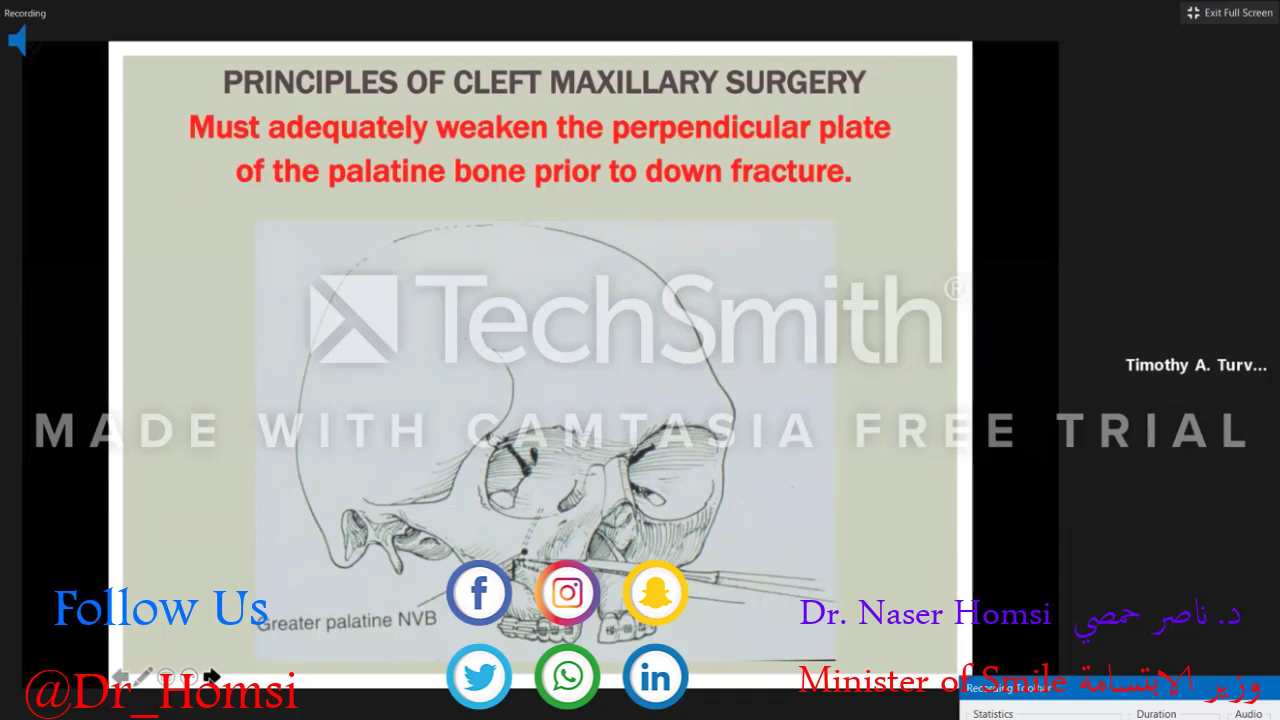 Recording
Exit Full Screen
PRINCIPLES OF CLEFT MAXILLARY SURGERY
Must adequately weaken the perpendicular plate
of the palatine bone prior to down fracture.
TechSmith®
Timothy A. Turv...
MADE WITH CAMTASIA FREE TRIAL
Greater palatine NVB
Follow Us
@Dr_Homsi
Dr. Naser Homsi د. ناصر حمصي
Minister of Smile وزير الابتسامة
Recording Toolbar
Statistics Duration Audio